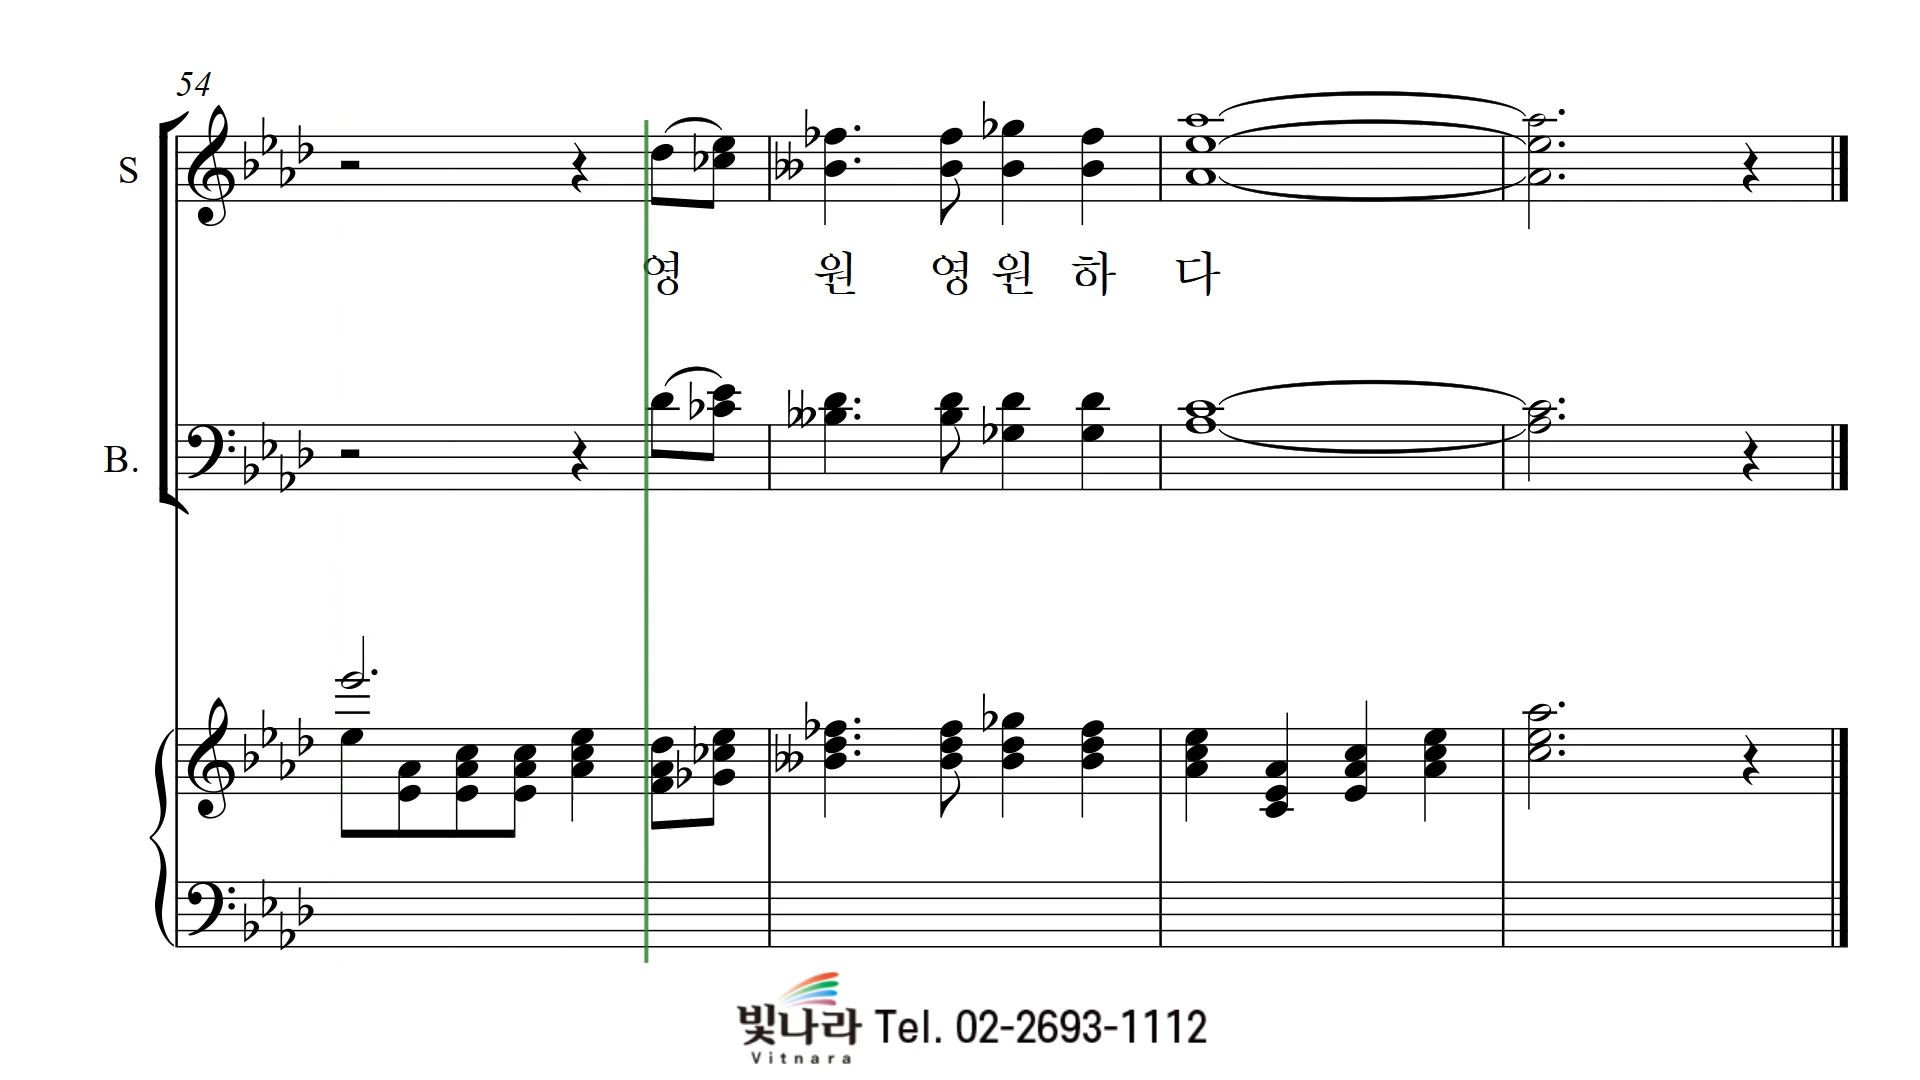 54
S
영 원 영 원 하 다
B.
빛나라 Tel. 02-2693-1112
Vitnara